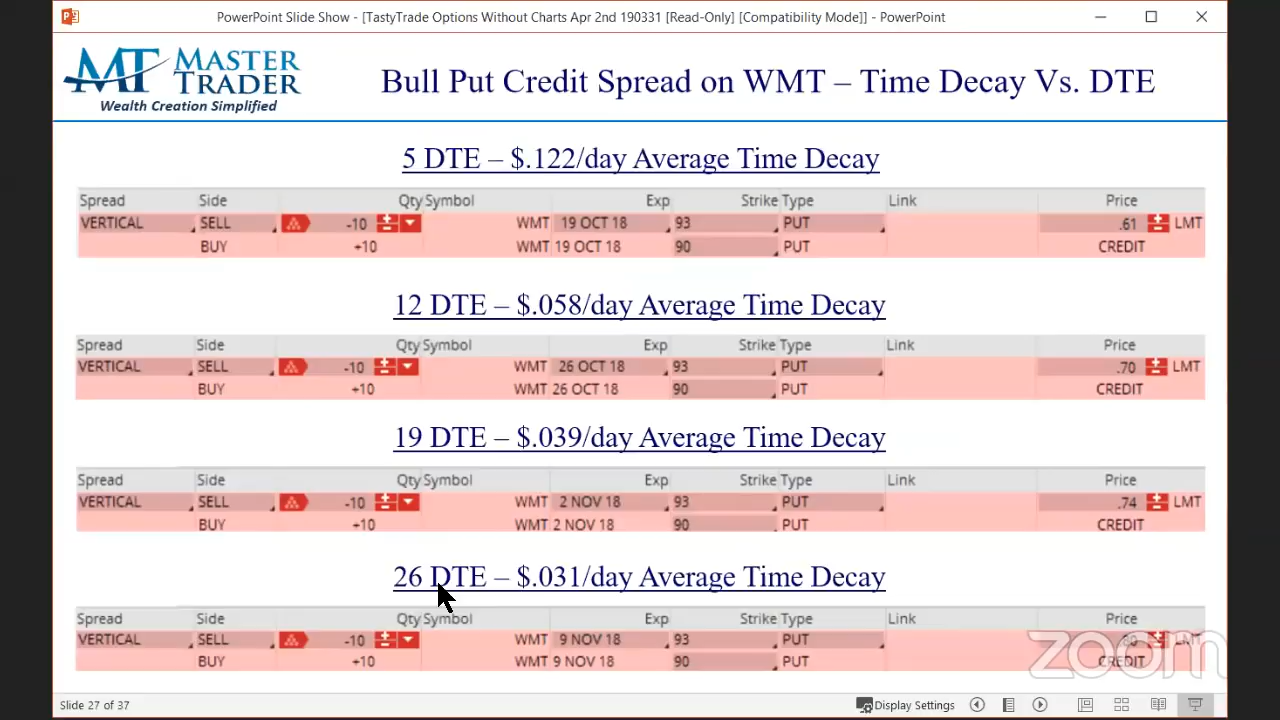 PowerPoint Slide Show - [TastyTrade Options Without Charts Apr 2nd 190331 [Read-Only] [Compatibility Mode]] - PowerPoint
MT MASTER TRADER
Wealth Creation Simplified
Bull Put Credit Spread on WMT – Time Decay Vs. DTE
5 DTE – $.122/day Average Time Decay
Spread Side Qty Symbol Exp Strike Type Link Price
VERTICAL SELL -10 WMT 19 OCT 18 93 PUT .61 LMT
BUY +10 WMT 19 OCT 18 90 PUT CREDIT
12 DTE – $.058/day Average Time Decay
Spread Side Qty Symbol Exp Strike Type Link Price
VERTICAL SELL -10 WMT 26 OCT 18 93 PUT .70 LMT
BUY +10 WMT 26 OCT 18 90 PUT CREDIT
19 DTE – $.039/day Average Time Decay
Spread Side Qty Symbol Exp Strike Type Link Price
VERTICAL SELL -10 WMT 2 NOV 18 93 PUT .74 LMT
BUY +10 WMT 2 NOV 18 90 PUT CREDIT
26 DTE – $.031/day Average Time Decay
Spread Side Qty Symbol Exp Strike Type Link Price
VERTICAL SELL -10 WMT 9 NOV 18 93 PUT LMT
BUY +10 WMT 9 NOV 18 90 PUT CREDIT
zoom
Slide 27 of 37 Display Settings